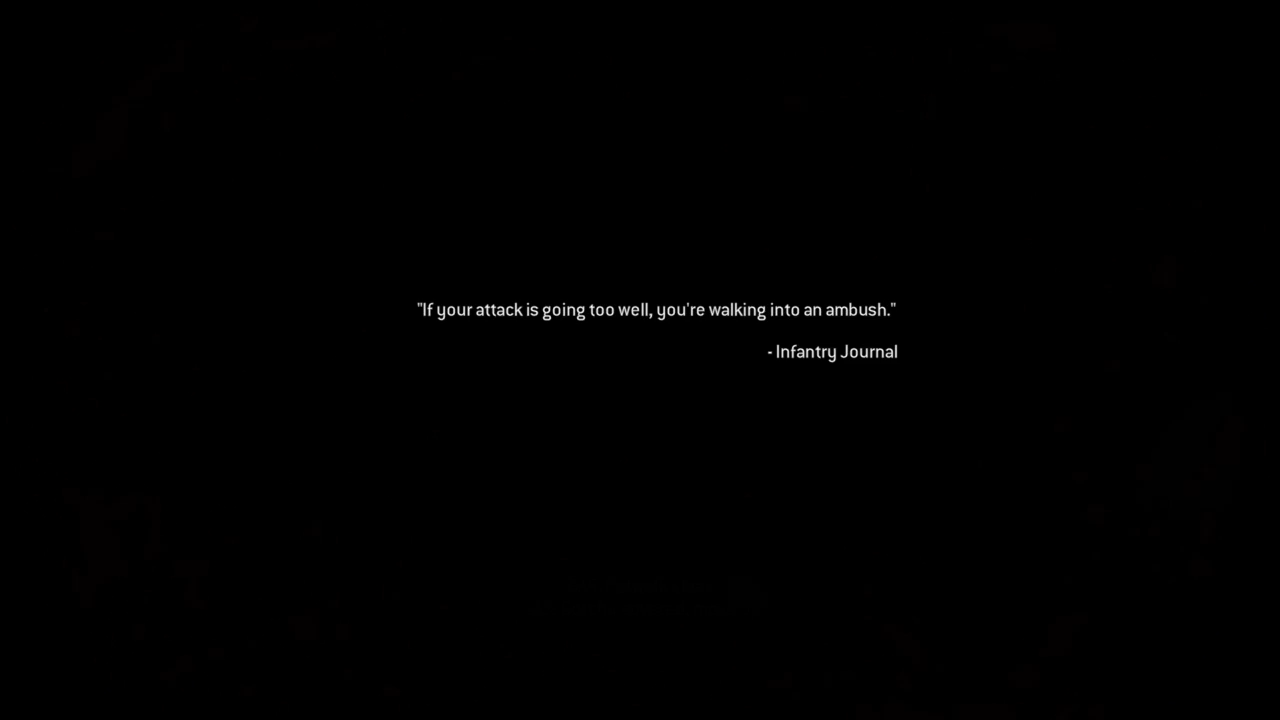 "If your attack is going too well, you're walking into an ambush."
- Infantry Journal